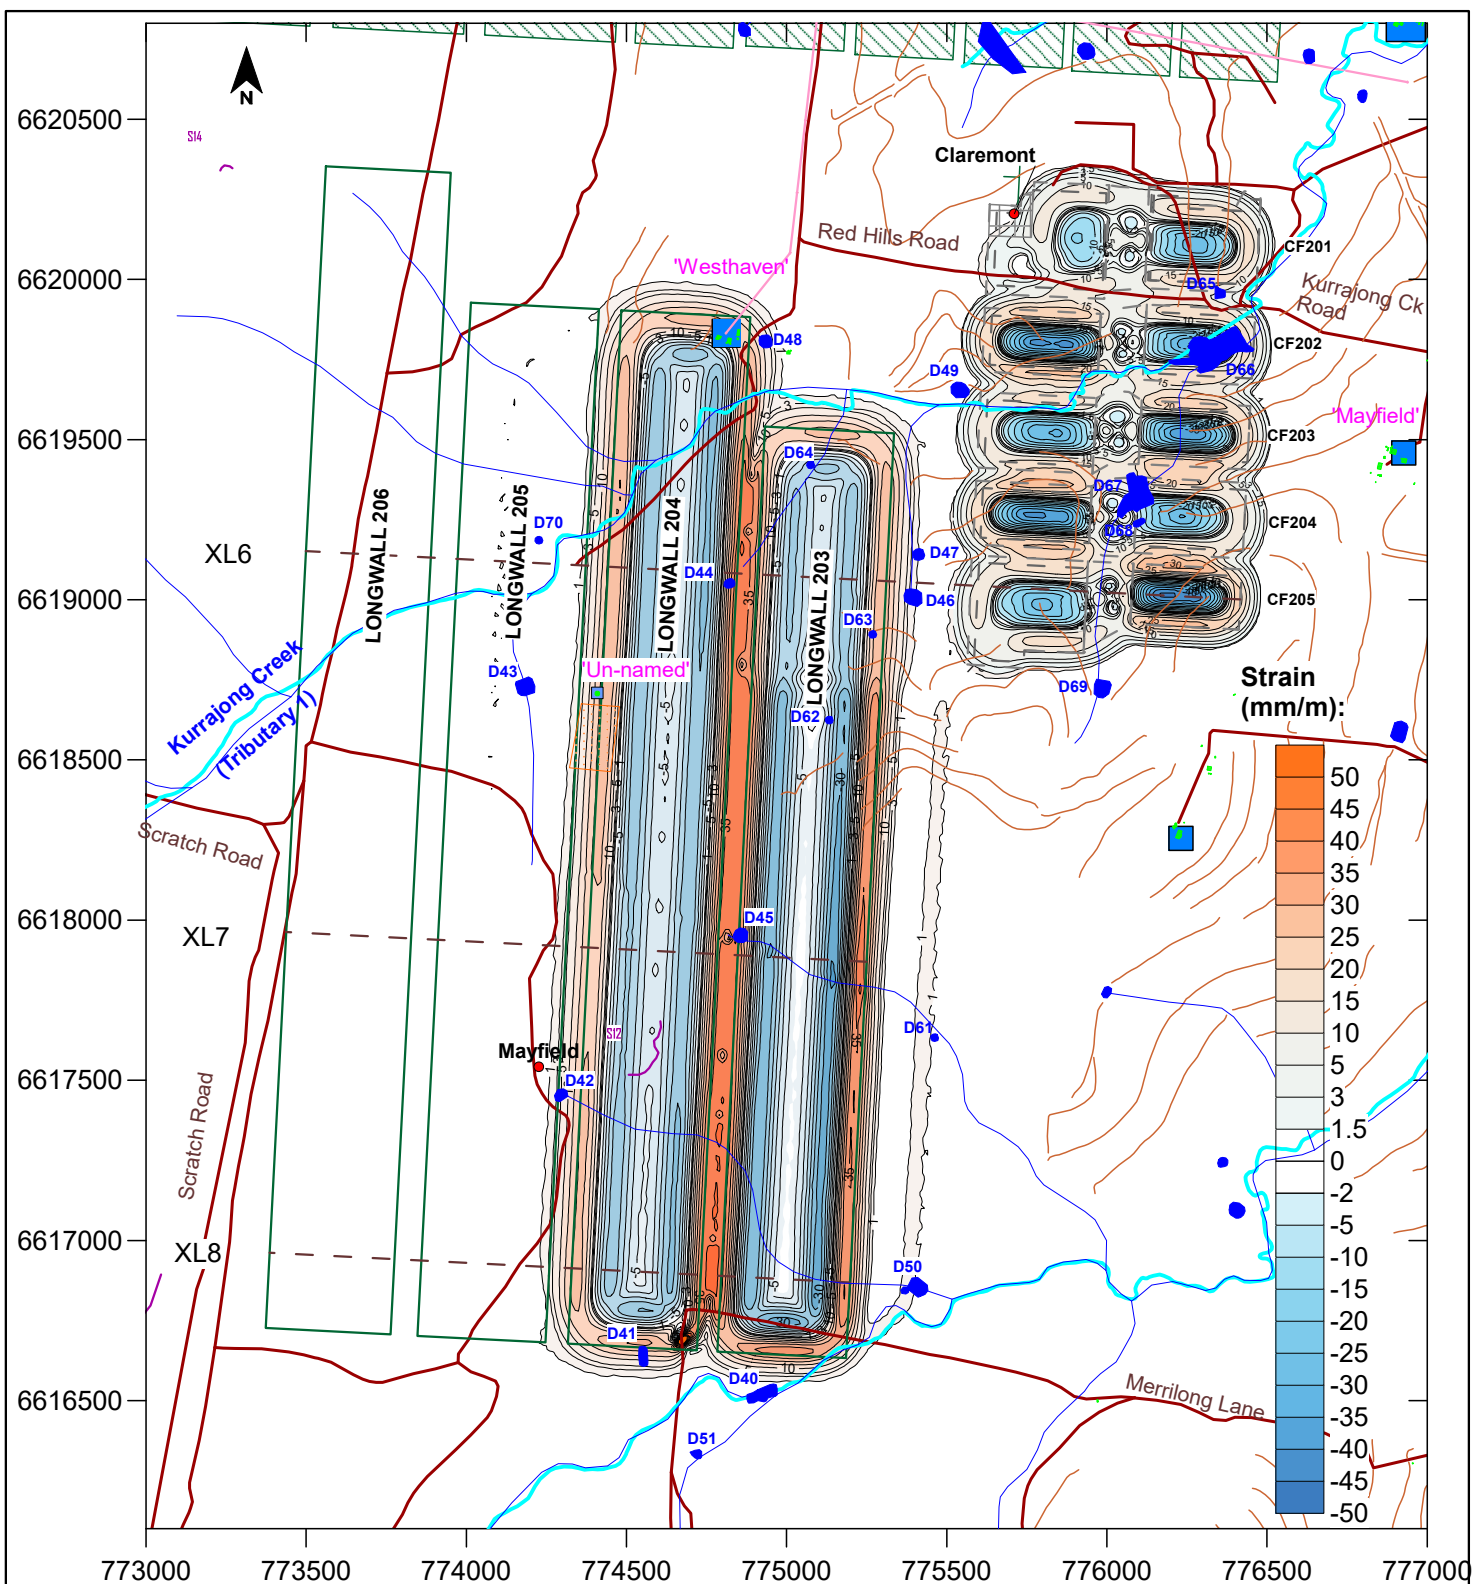 6620500
6620000
6619500
6619000
6618500
6618000
6617500
6617000
6616500
773000
773500
774000
774500
775000
775500
776000
776500
777000
N
S14
Claremont
Red Hills Road
'Westhaven'
CF201
D65
Kurrajong Ck
Road
D48
CF202
D49
D66
'Mayfield'
CF203
D64
D67
LONGWALL 206
LONGWALL 205
LONGWALL 204
LONGWALL 203
D70
CF204
D68
XL6
D47
D44
D46
CF205
D63
Kurrajong Creek
(Tributary 1)
D43
'Un-named'
D69
D62
Strain
(mm/m):
50
45
40
35
30
25
20
15
10
5
3
1.5
0
-2
-5
-10
-15
-20
-25
-30
-35
-40
-45
-50
Scratch Road
XL7
D45
D61
S12
Mayfield
D42
Scratch Road
XL8
D50
D41
D40
Merrilong Lane
D51